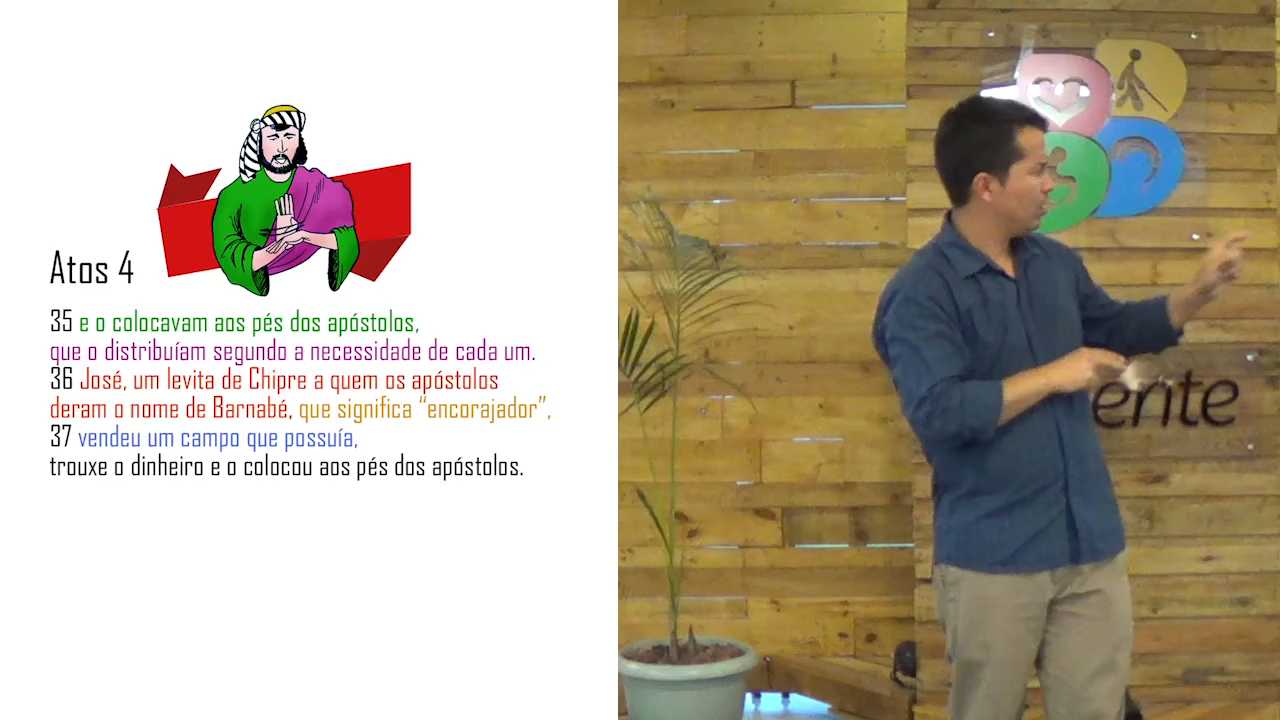 Atos 4
35 e o colocavam aos pés dos apóstolos,
que o distribuíam segundo a necessidade de cada um.
36 José, um levita de Chipre a quem os apóstolos
deram o nome de Barnabé, que significa “encorajador”,
37 vendeu um campo que possuía,
trouxe o dinheiro e o colocou aos pés dos apóstolos.